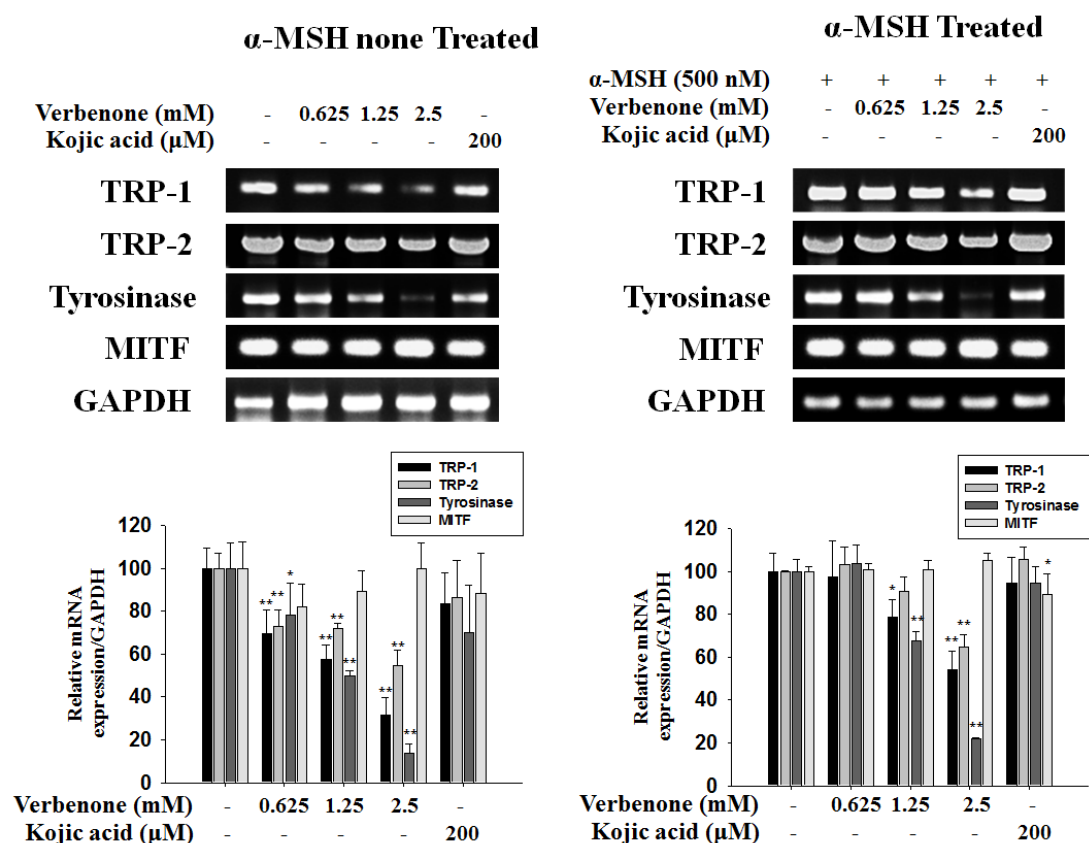 α-MSH none Treated
Verbenone (mM) - 0.625 1.25 2.5 -
Kojic acid (μM) - - - - 200
TRP-1
TRP-2
Tyrosinase
MITF
GAPDH
TRP-1
TRP-2
Tyrosinase
MITF
Relative mRNA
expression/GAPDH
120
100
80
60
40
20
0
** ** *
** ** **
** ** **
Verbenone (mM) - 0.625 1.25 2.5 -
Kojic acid (μM) - - - - 200
α-MSH Treated
α-MSH (500 nM) + + + + +
Verbenone (mM) - 0.625 1.25 2.5 -
Kojic acid (μM) - - - - 200
TRP-1
TRP-2
Tyrosinase
MITF
GAPDH
TRP-1
TRP-2
Tyrosinase
MITF
Relative mRNA
expression/GAPDH
120
100
80
60
40
20
0
* **
** ** **
*
Verbenone (mM) - 0.625 1.25 2.5 -
Kojic acid (μM) - - - - 200